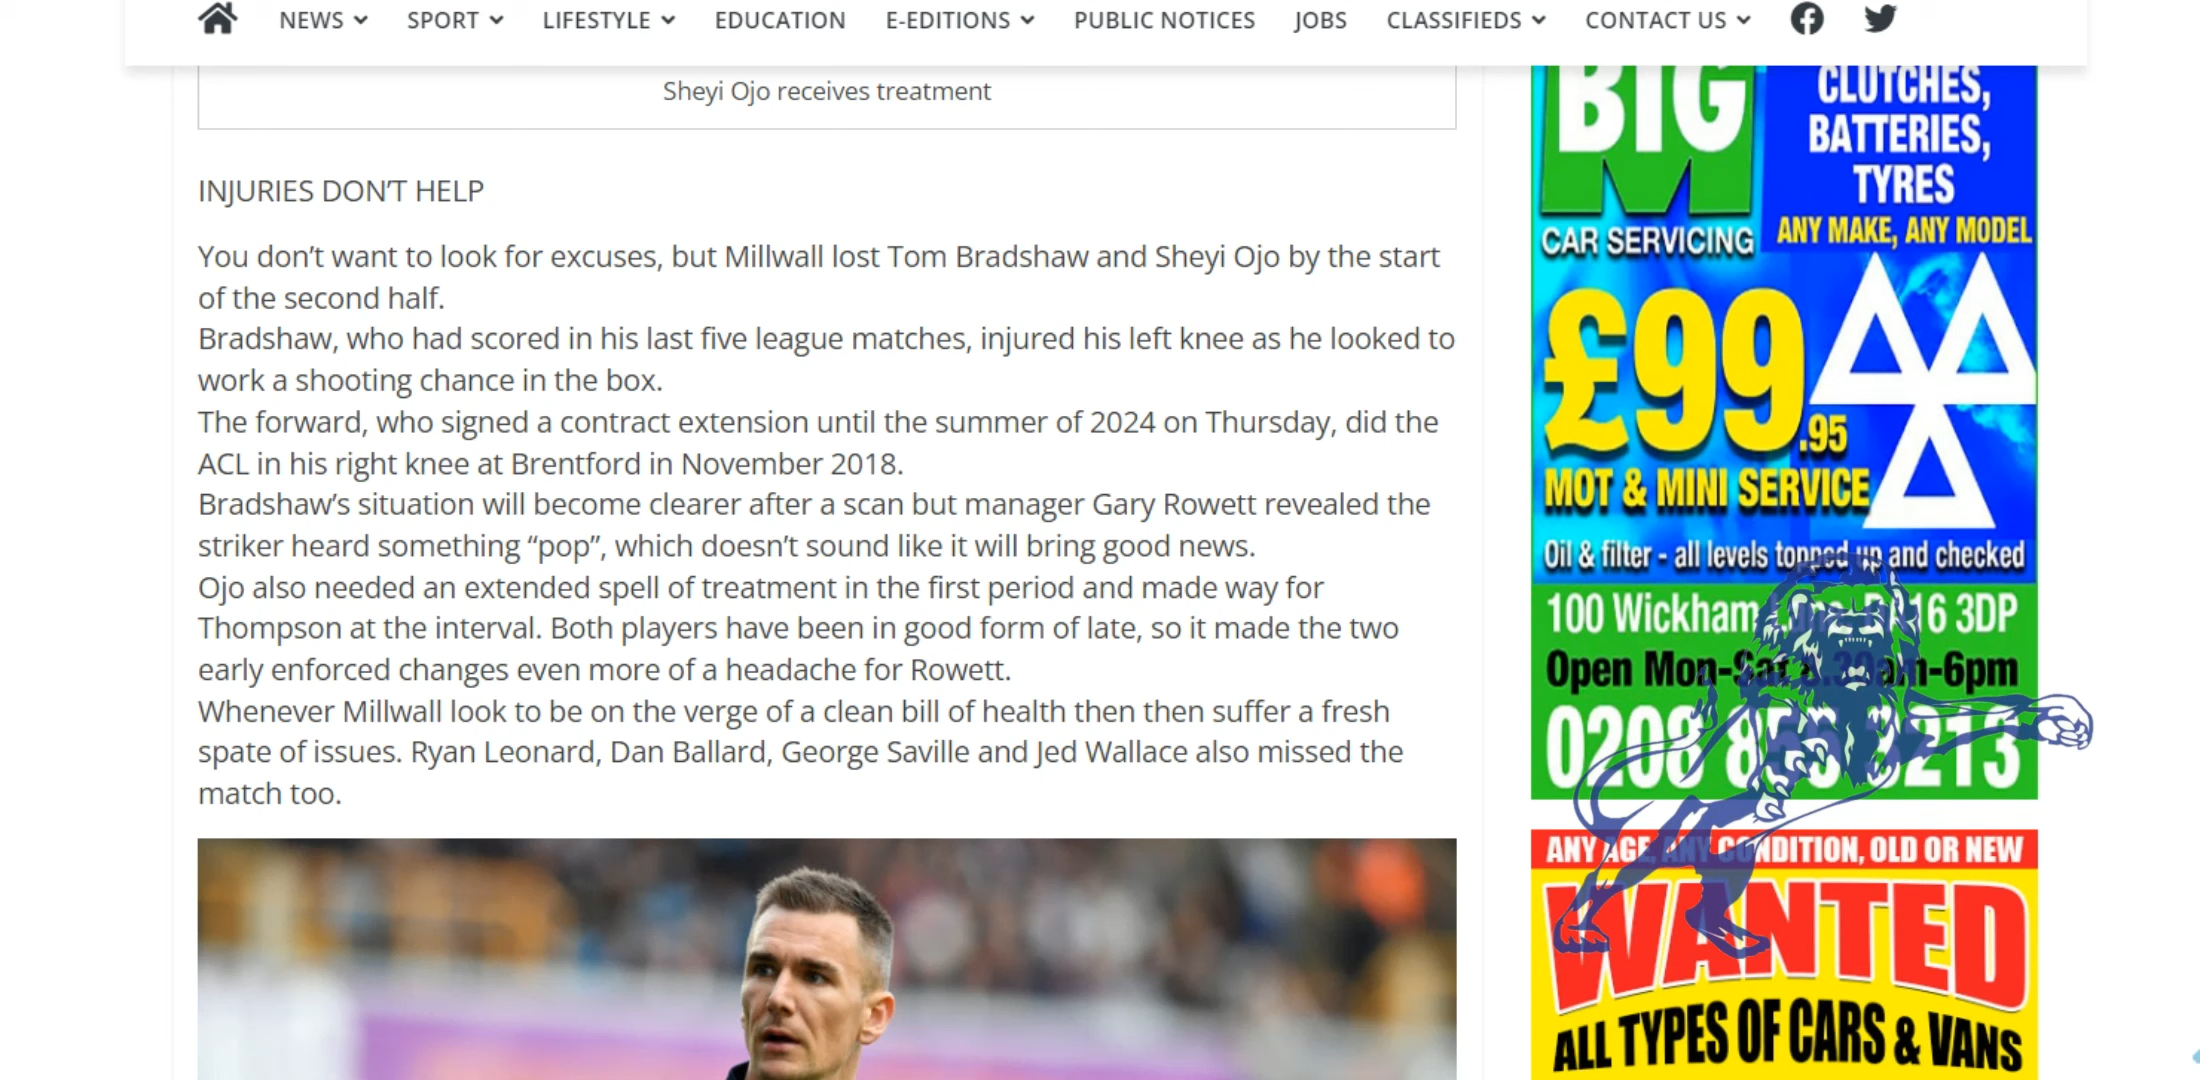 NEWS SPORT LIFESTYLE EDUCATION E-EDITIONS PUBLIC NOTICES JOBS CLASSIFIEDS CONTACT US
Sheyi Ojo receives treatment
INJURIES DON’T HELP
You don’t want to look for excuses, but Millwall lost Tom Bradshaw and Sheyi Ojo by the start
of the second half.
Bradshaw, who had scored in his last five league matches, injured his left knee as he looked to
work a shooting chance in the box.
The forward, who signed a contract extension until the summer of 2024 on Thursday, did the
ACL in his right knee at Brentford in November 2018.
Bradshaw’s situation will become clearer after a scan but manager Gary Rowett revealed the
striker heard something “pop”, which doesn’t sound like it will bring good news.
Ojo also needed an extended spell of treatment in the first period and made way for
Thompson at the interval. Both players have been in good form of late, so it made the two
early enforced changes even more of a headache for Rowett.
Whenever Millwall look to be on the verge of a clean bill of health then then suffer a fresh
spate of issues. Ryan Leonard, Dan Ballard, George Saville and Jed Wallace also missed the
match too.
BIG
M
CAR SERVICING
CLUTCHES,
BATTERIES,
TYRES
ANY MAKE, ANY MODEL
£99.95
MOT & MINI SERVICE
Oil & filter - all levels topped up and checked
100 Wickham 16 3DP
Open Mon-Sat -6pm
0208 213
ANY AGE, ANY CONDITION, OLD OR NEW
WANTED
ALL TYPES OF CARS & VANS